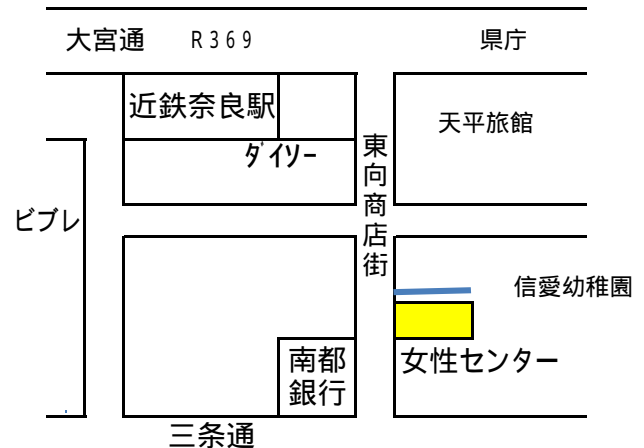 大宮通 R369
県庁
近鉄奈良駅
天平旅館
ダイソー
東向商店街
ビブレ
信愛幼稚園
南都
銀行
女性センター
三条通